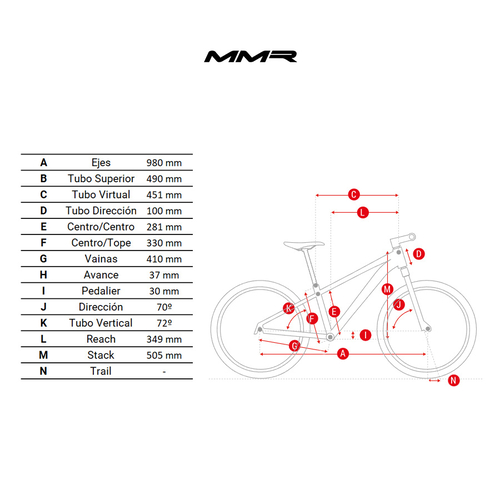 MMR
A Ejes 980 mm
B Tubo Superior 490 mm
C Tubo Virtual 451 mm
D Tubo Dirección 100 mm
E Centro/Centro 281 mm
F Centro/Tope 330 mm
G Vainas 410 mm
H Avance 37 mm
I Pedalier 30 mm
J Dirección 70º
K Tubo Vertical 72º
L Reach 349 mm
M Stack 505 mm
N Trail -
C
L
D
M
J
K
F
E
I
G
A
N